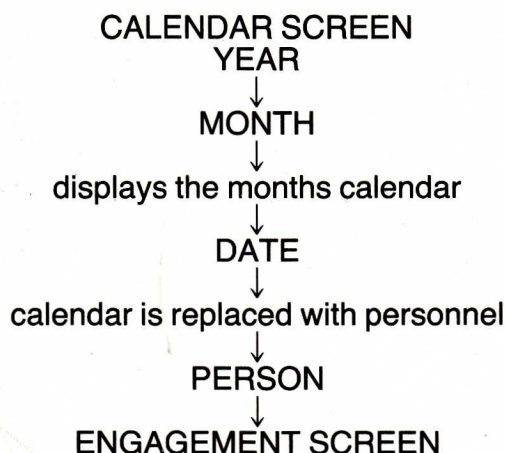 CALENDAR SCREEN
YEAR
MONTH
displays the months calendar
DATE
calendar is replaced with personnel
PERSON
ENGAGEMENT SCREEN